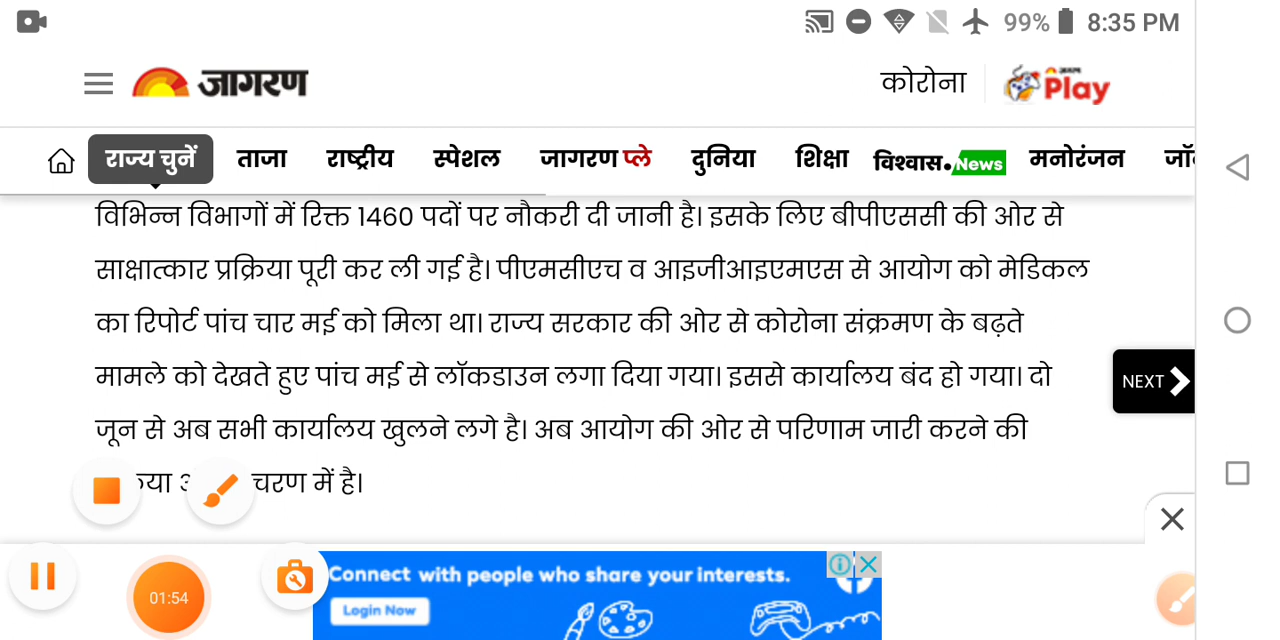 99% 8:35 PM
जागरण कोरोना जागरण Play
राज्य चुनें ताजा राष्ट्रीय स्पेशल जागरण प्ले दुनिया शिक्षा विश्वास.News मनोरंजन
विभिन्न विभागों में रिक्त 1460 पदों पर नौकरी दी जानी है। इसके लिए बीपीएससी की ओर से
साक्षात्कार प्रक्रिया पूरी कर ली गई है। पीएमसीएच व आइजीआइएमएस से आयोग को मेडिकल
का रिपोर्ट पांच चार मई को मिला था। राज्य सरकार की ओर से कोरोना संक्रमण के बढ़ते
मामले को देखते हुए पांच मई से लॉकडाउन लगा दिया गया। इससे कार्यालय बंद हो गया। दो
NEXT
जून से अब सभी कार्यालय खुलने लगे है। अब आयोग की ओर से परिणाम जारी करने की
चरण में है।
01:54
Connect with people who share your interests.
Login Now